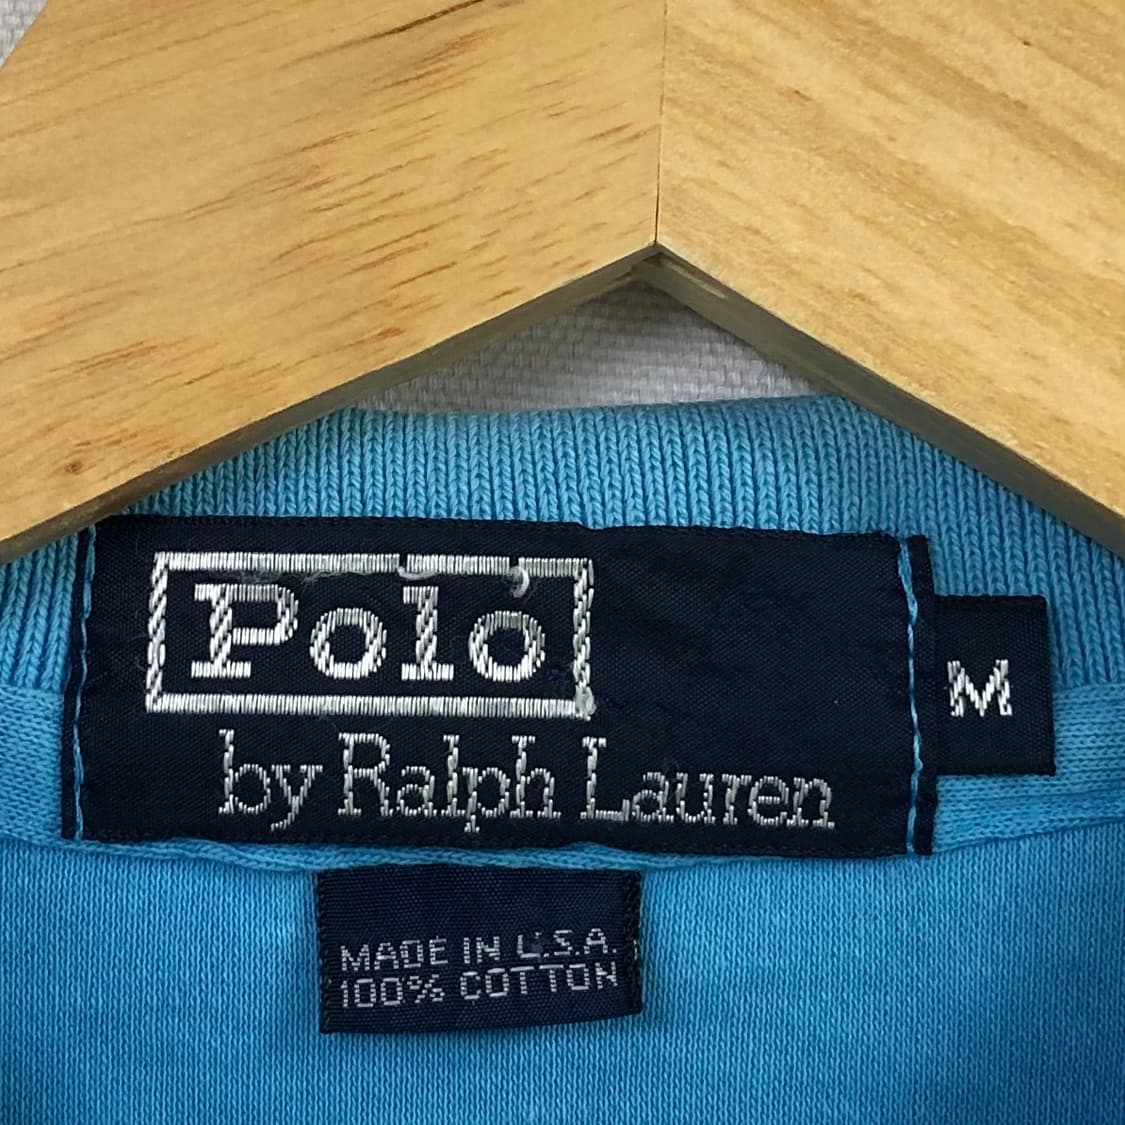 Polo
by Ralph Lauren
M
MADE IN U.S.A.
100% COTTON